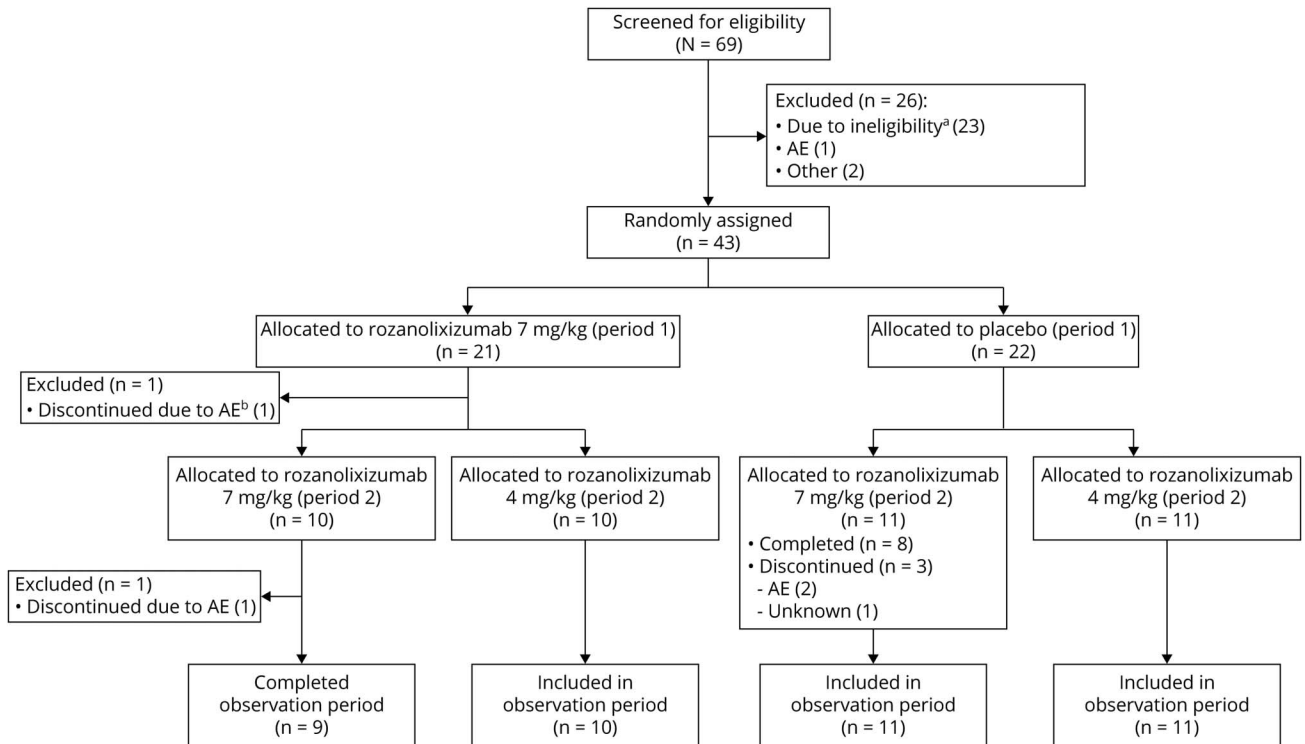 Screened for eligibility
(N = 69)
Excluded (n = 26):
• Due to ineligibilityᵃ (23)
• AE (1)
• Other (2)
Randomly assigned
(n = 43)
Allocated to rozanolixizumab 7 mg/kg (period 1)
(n = 21)
Allocated to placebo (period 1)
(n = 22)
Excluded (n = 1)
• Discontinued due to AEᵇ (1)
Allocated to rozanolixizumab
7 mg/kg (period 2)
(n = 10)
Allocated to rozanolixizumab
4 mg/kg (period 2)
(n = 10)
Allocated to rozanolixizumab
7 mg/kg (period 2)
(n = 11)
• Completed (n = 8)
• Discontinued (n = 3)
- AE (2)
- Unknown (1)
Allocated to rozanolixizumab
4 mg/kg (period 2)
(n = 11)
Excluded (n = 1)
• Discontinued due to AE (1)
Completed
observation period
(n = 9)
Included in
observation period
(n = 10)
Included in
observation period
(n = 11)
Included in
observation period
(n = 11)